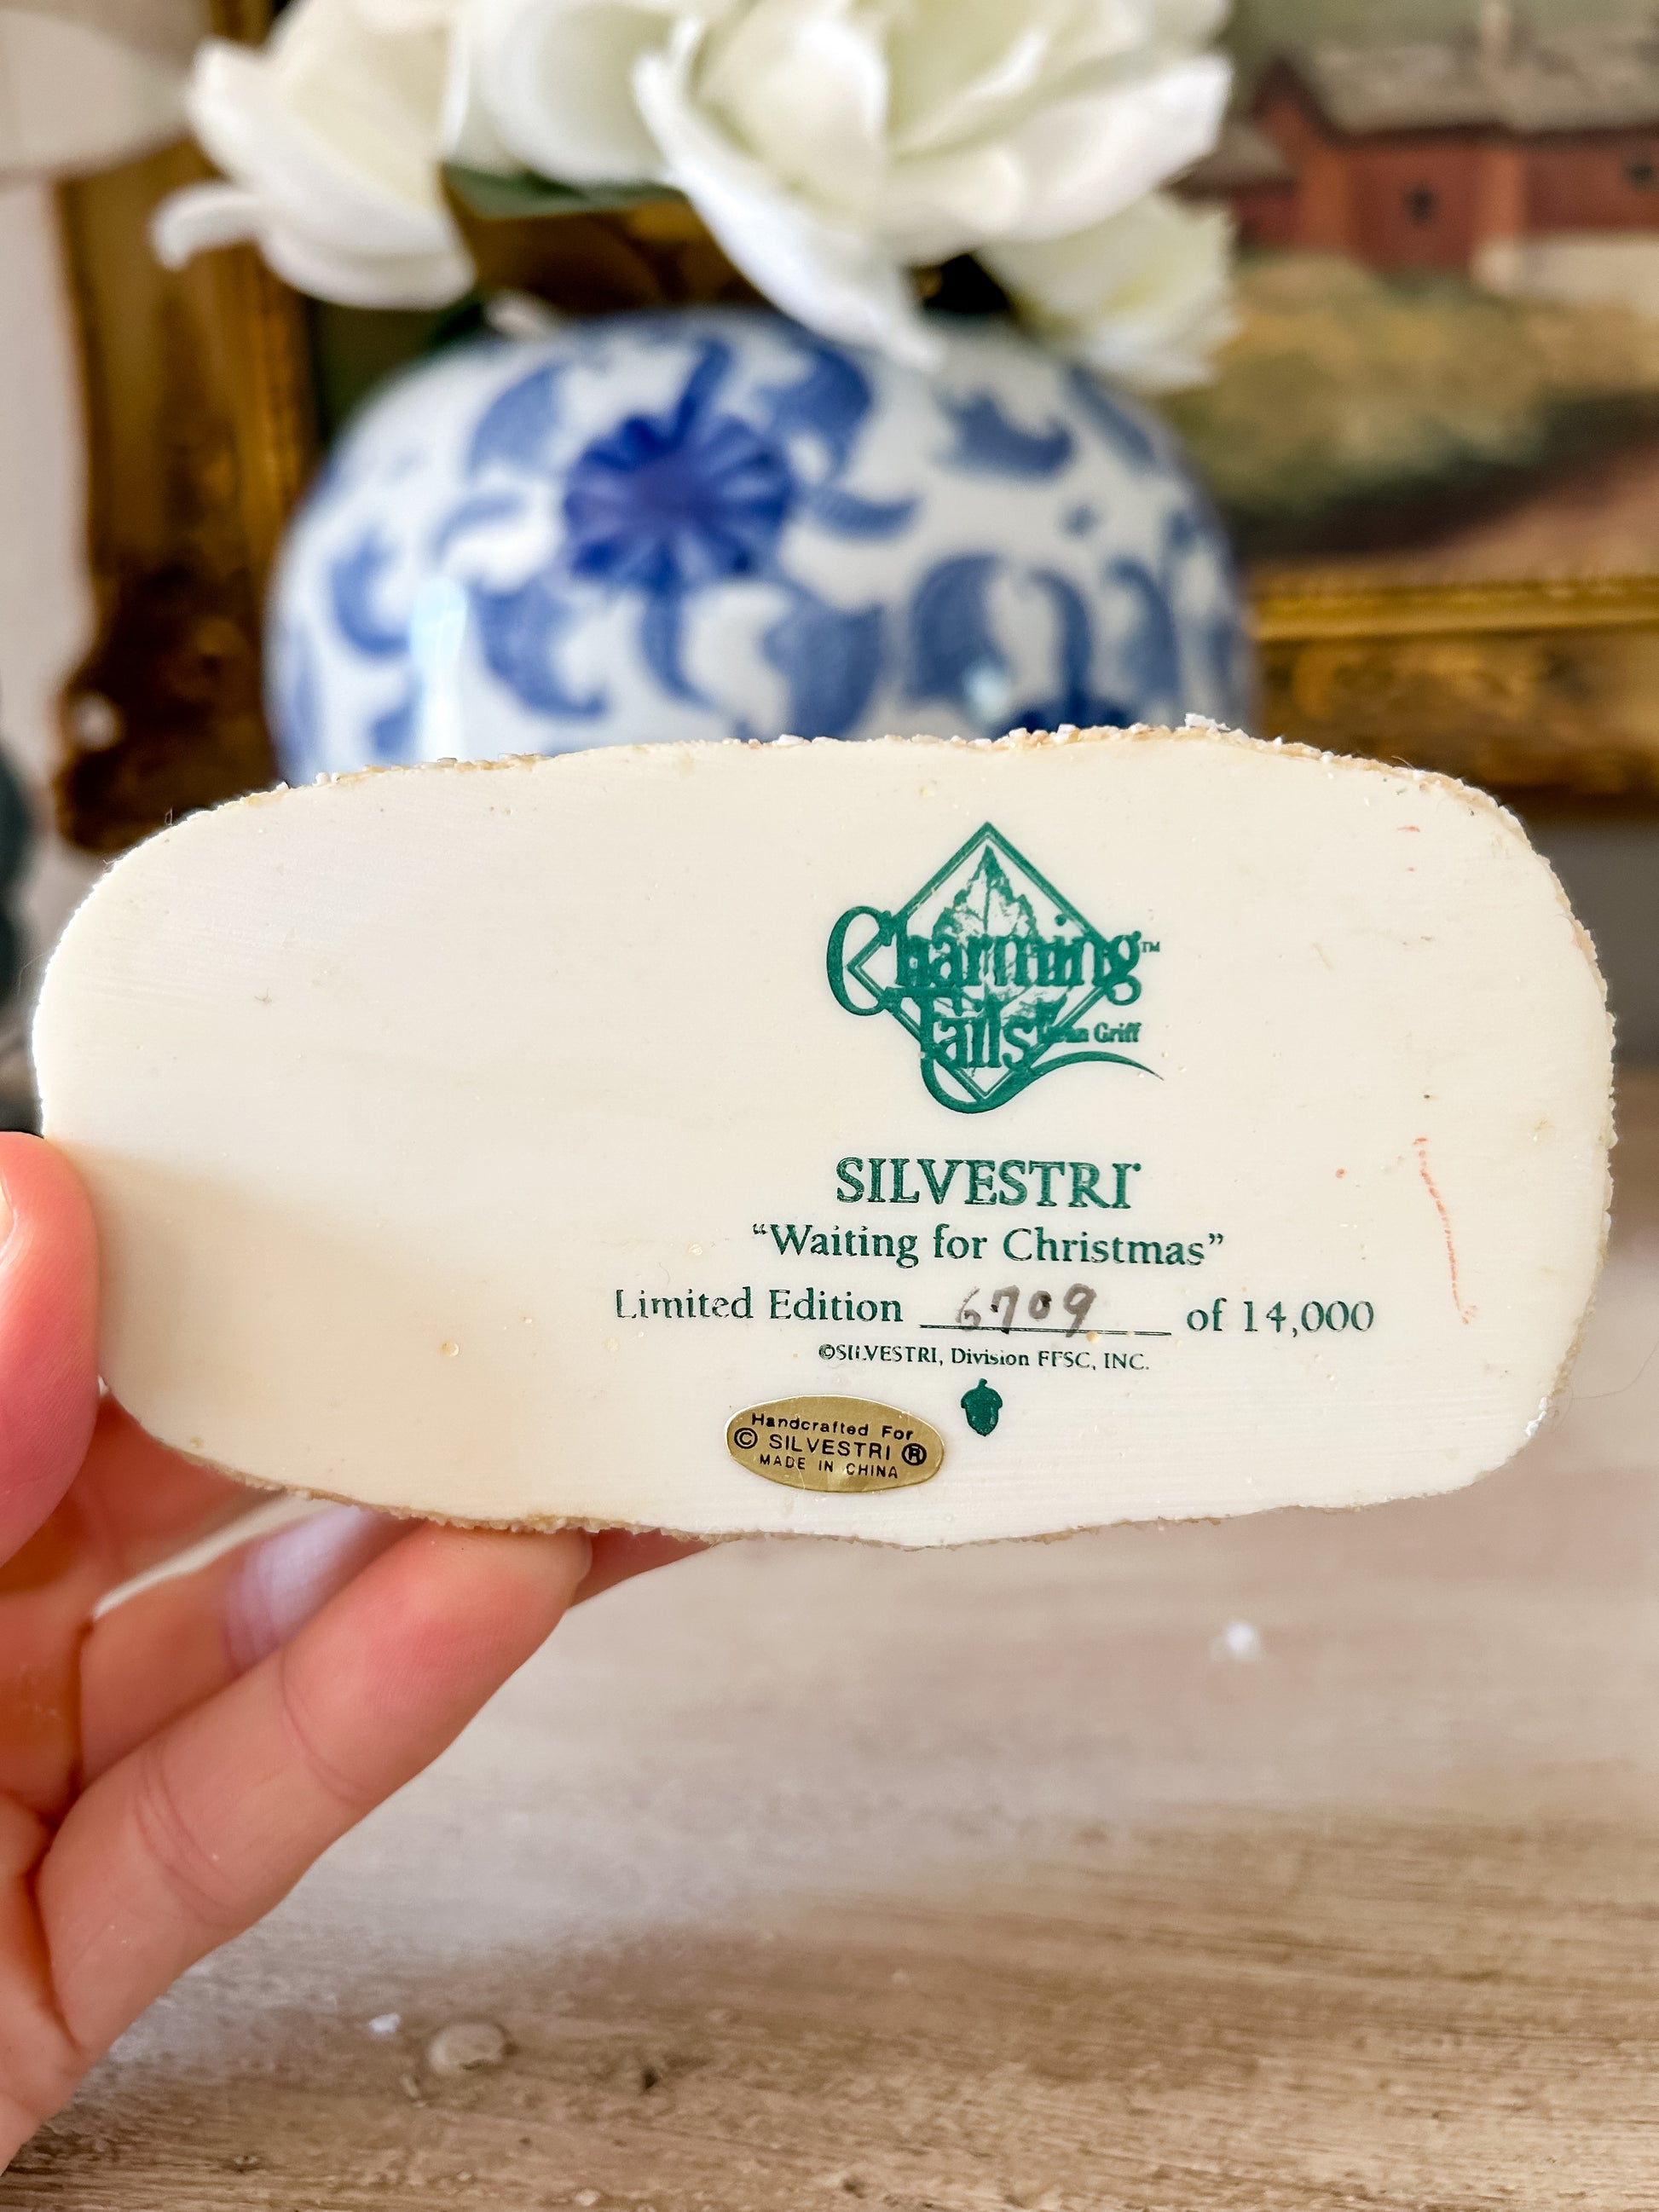 Charming™
Tails
Griff
SILVESTRI
“Waiting for Christmas”
Limited Edition 6709 of 14,000
©SILVESTRI, Division FFSC, INC.
Handcrafted For
© SILVESTRI ®
MADE IN CHINA